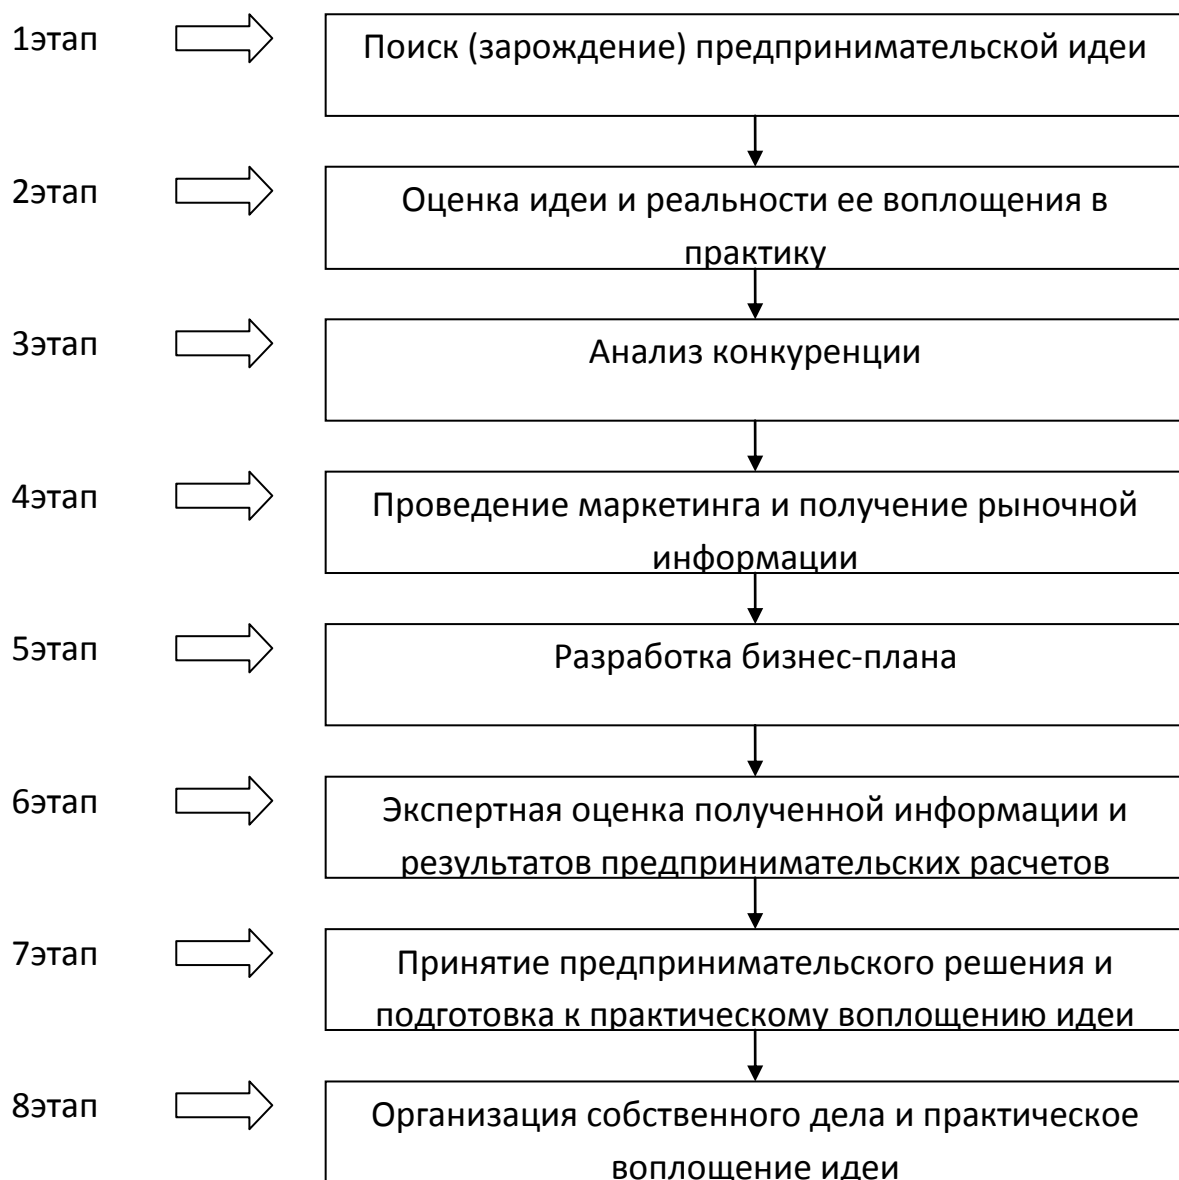 1этап
Поиск (зарождение) предпринимательской идеи
2этап
Оценка идеи и реальности ее воплощения в
практику
3этап
Анализ конкуренции
4этап
Проведение маркетинга и получение рыночной
информации
5этап
Разработка бизнес-плана
6этап
Экспертная оценка полученной информации и
результатов предпринимательских расчетов
7этап
Принятие предпринимательского решения и
подготовка к практическому воплощению идеи
8этап
Организация собственного дела и практическое
воплощение идеи